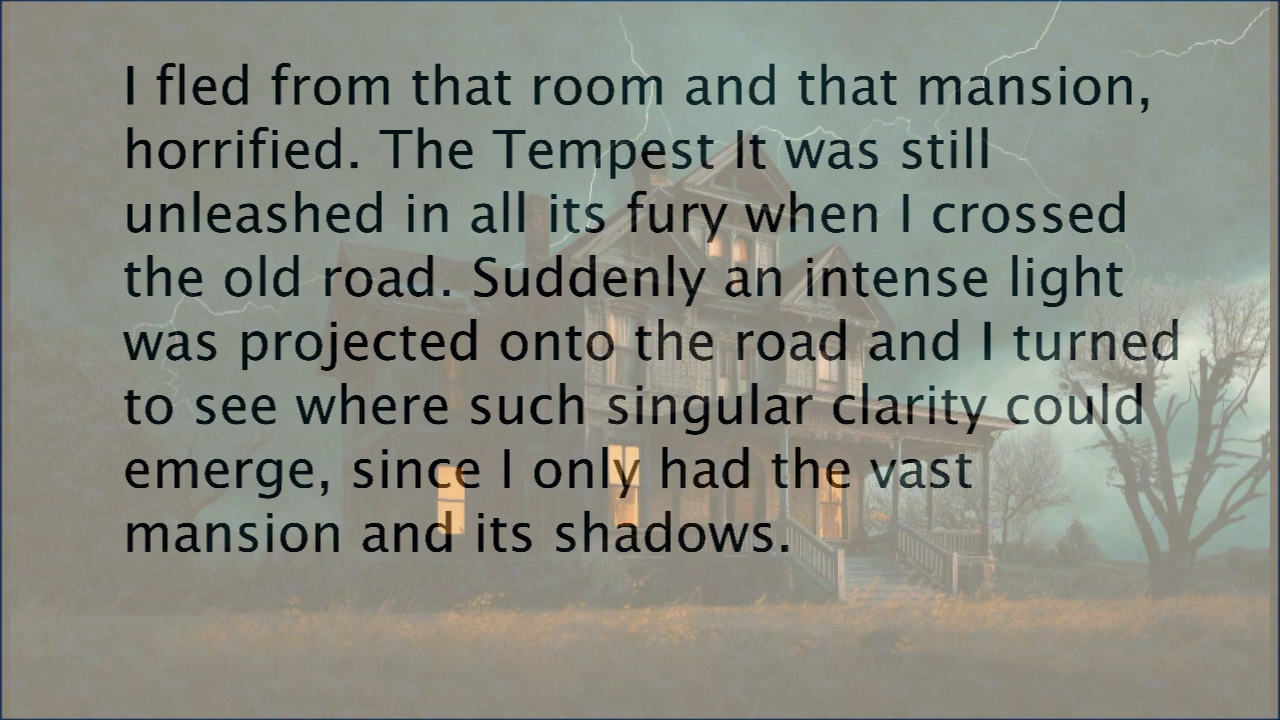 I fled from that room and that mansion,
horrified. The Tempest It was still
unleashed in all its fury when I crossed
the old road. Suddenly an intense light
was projected onto the road and I turned
to see where such singular clarity could
emerge, since I only had the vast
mansion and its shadows.